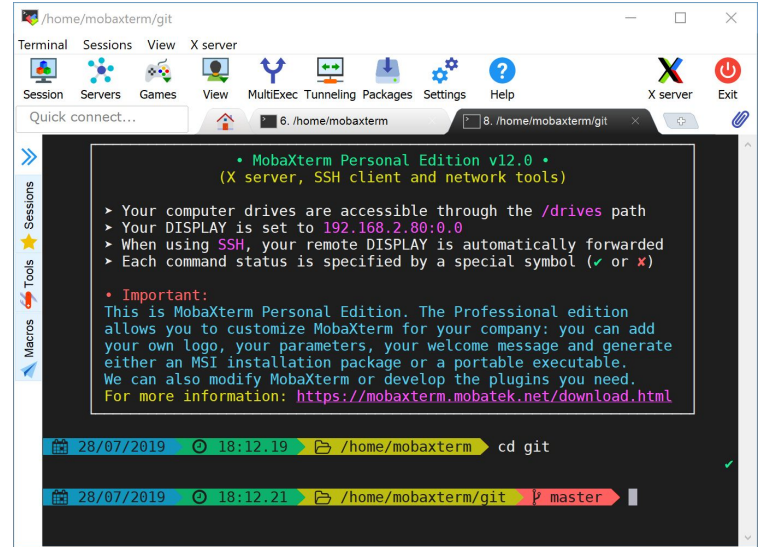 /home/mobaxterm/git
Terminal Sessions View X server
Session Servers Games View MultiExec Tunneling Packages Settings Help X server Exit
Quick connect... 6. /home/mobaxterm 8. /home/mobaxterm/git
• MobaXterm Personal Edition v12.0 •
(X server, SSH client and network tools)
➤ Your computer drives are accessible through the /drives path
➤ Your DISPLAY is set to 192.168.2.80:0.0
➤ When using SSH, your remote DISPLAY is automatically forwarded
➤ Each command status is specified by a special symbol (✔ or ✘)
• Important:
This is MobaXterm Personal Edition. The Professional edition
allows you to customize MobaXterm for your company: you can add
your own logo, your parameters, your welcome message and generate
either an MSI installation package or a portable executable.
We can also modify MobaXterm or develop the plugins you need.
For more information: https://mobaxterm.mobatek.net/download.html
28/07/2019 18:12.19 /home/mobaxterm cd git
✔
28/07/2019 18:12.21 /home/mobaxterm/git master
Sessions
Tools
Macros